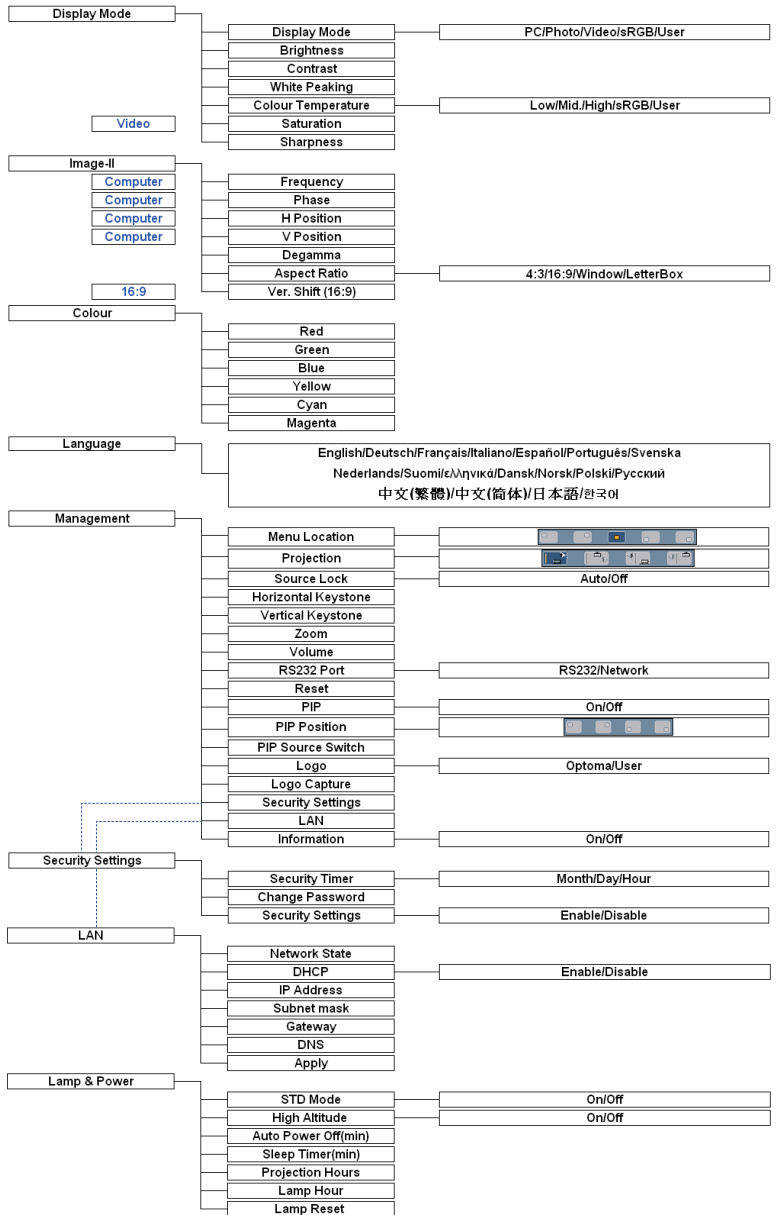 Display Mode
Display Mode PC/Photo/Video/sRGB/User
Brightness
Contrast
White Peaking
Colour Temperature Low/Mid./High/sRGB/User
Video Saturation
Sharpness
Image-II
Computer Frequency
Computer Phase
Computer H Position
Computer V Position
Degamma
Aspect Ratio 4:3/16:9/Window/LetterBox
16:9 Ver. Shift (16:9)
Colour
Red
Green
Blue
Yellow
Cyan
Magenta
Language
English/Deutsch/Français/Italiano/Español/Português/Svenska
Nederlands/Suomi/ελληνικά/Dansk/Norsk/Polski/Русский
中文(繁體)/中文(简体)/日本語/한국어
Management
Menu Location
Projection
Source Lock Auto/Off
Horizontal Keystone
Vertical Keystone
Zoom
Volume
RS232 Port RS232/Network
Reset
PIP On/Off
PIP Position
PIP Source Switch
Logo Optoma/User
Logo Capture
Security Settings
LAN
Information On/Off
Security Settings
Security Timer Month/Day/Hour
Change Password
Security Settings Enable/Disable
LAN
Network State
DHCP Enable/Disable
IP Address
Subnet mask
Gateway
DNS
Apply
Lamp & Power
STD Mode On/Off
High Altitude On/Off
Auto Power Off(min)
Sleep Timer(min)
Projection Hours
Lamp Hour
Lamp Reset